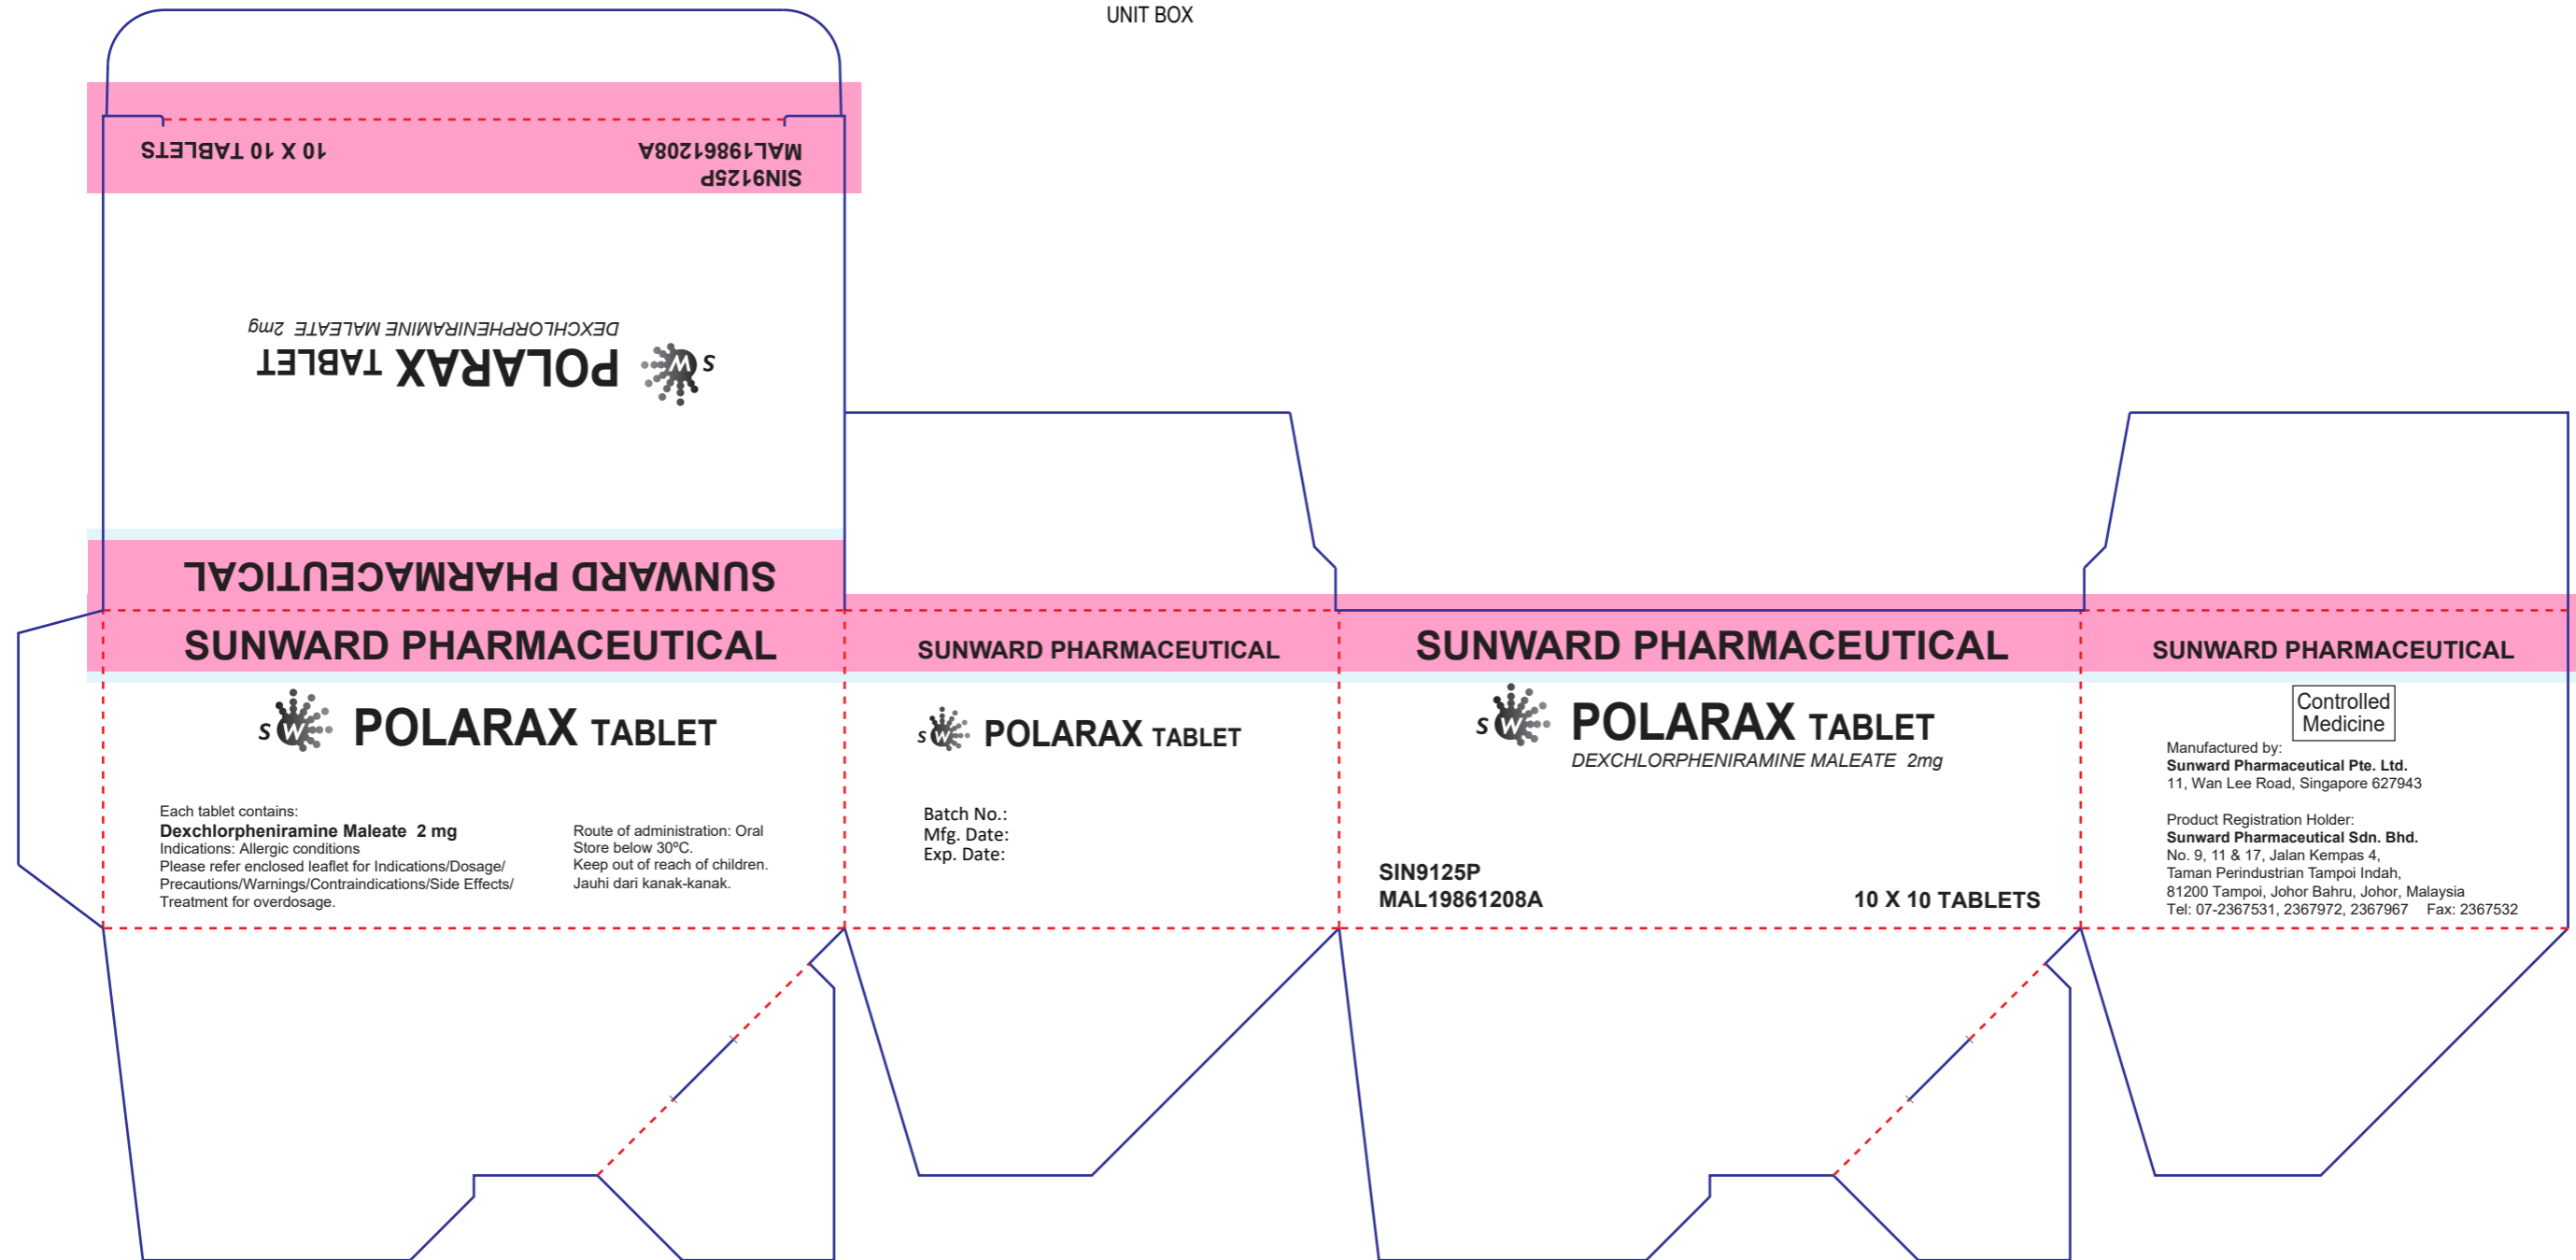 UNIT BOX
10 X 10 TABLETS
SIN9125P
MAL19861208A
SW POLARAX TABLET
DEXCHLORPHENIRAMINE MALEATE 2mg
SUNWARD PHARMACEUTICAL
SUNWARD PHARMACEUTICAL
SW POLARAX TABLET
Each tablet contains:
Dexchlorpheniramine Maleate 2 mg
Indications: Allergic conditions
Please refer enclosed leaflet for Indications/Dosage/
Precautions/Warnings/Contraindications/Side Effects/
Treatment for overdosage.
Route of administration: Oral
Store below 30ºC.
Keep out of reach of children.
Jauhi dari kanak-kanak.
SUNWARD PHARMACEUTICAL
SW POLARAX TABLET
Batch No.:
Mfg. Date:
Exp. Date:
SUNWARD PHARMACEUTICAL
SW POLARAX TABLET
DEXCHLORPHENIRAMINE MALEATE 2mg
SIN9125P
MAL19861208A
10 X 10 TABLETS
SUNWARD PHARMACEUTICAL
Controlled
Medicine
Manufactured by:
Sunward Pharmaceutical Pte. Ltd.
11, Wan Lee Road, Singapore 627943
Product Registration Holder:
Sunward Pharmaceutical Sdn. Bhd.
No. 9, 11 & 17, Jalan Kempas 4,
Taman Perindustrian Tampoi Indah,
81200 Tampoi, Johor Bahru, Johor, Malaysia
Tel: 07-2367531, 2367972, 2367967 Fax: 2367532